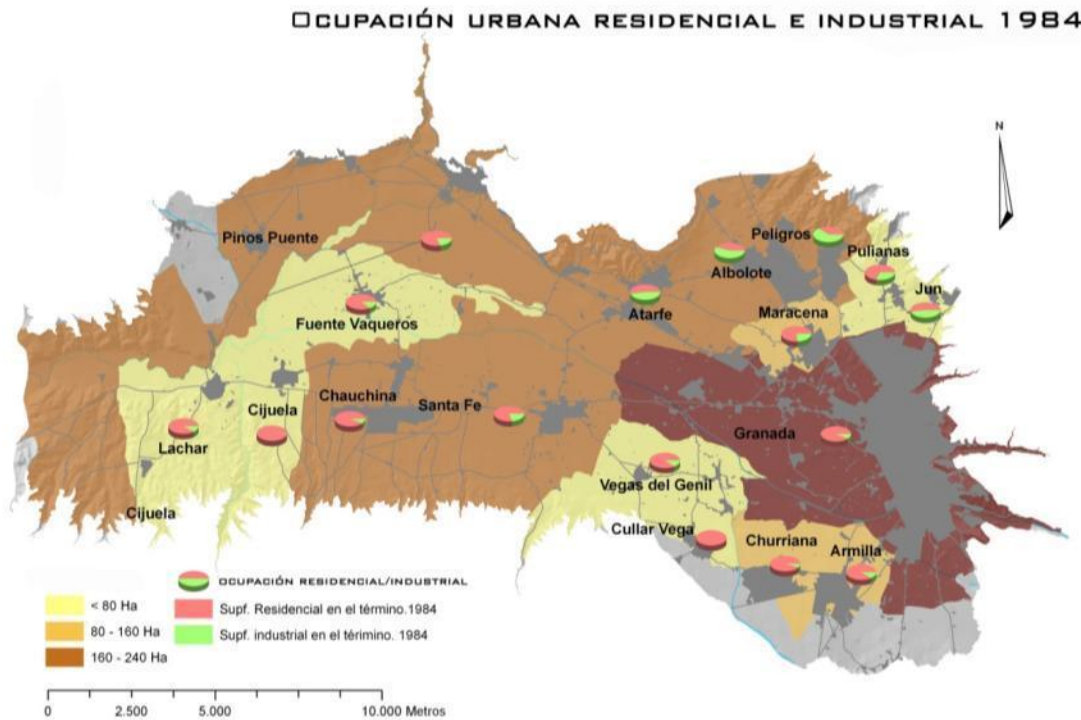 OCUPACIÓN URBANA RESIDENCIAL E INDUSTRIAL 1984
N
Pinos Puente
Peligros
Pulianas
Albolote
Jun
Fuente Vaqueros
Atarfe
Maracena
Chauchina
Santa Fe
Cijuela
Granada
Lachar
Vegas del Genil
Cijuela
Cullar Vega
Churriana
Armilla
OCUPACIÓN RESIDENCIAL/INDUSTRIAL
< 80 Ha
Supf. Residencial en el término.1984
80 - 160 Ha
Supf. industrial en el térimino. 1984
160 - 240 Ha
0 2.500 5.000 10.000 Metros